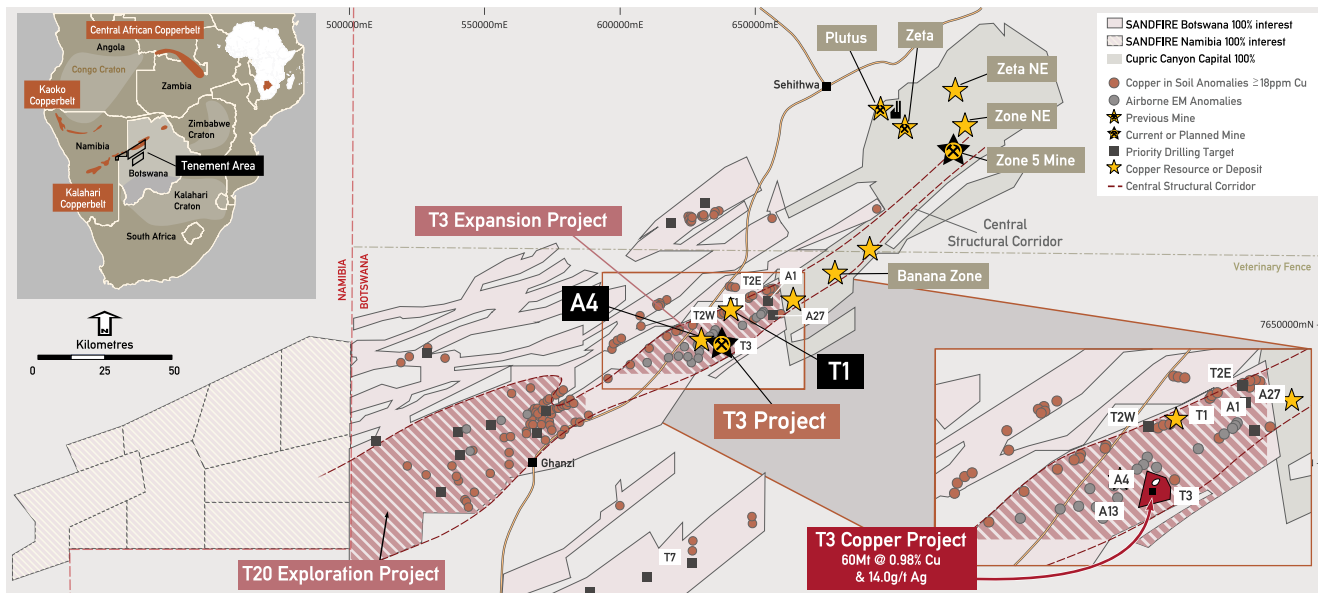 500000mE
550000mE
600000mE
650000mE
Central African Copperbelt
Angola
Congo Craton
Zambia
Kaoko
Copperbelt
Zimbabwe
Craton
Namibia
Tenement Area
Botswana
Kalahari
Copperbelt
Kalahari
Craton
South Africa
N
Kilometres
0
25
50
SANDFIRE Botswana 100% interest
SANDFIRE Namibia 100% interest
Cupric Canyon Capital 100%
Copper in Soil Anomalies ≥18ppm Cu
Airborne EM Anomalies
Previous Mine
Current or Planned Mine
Priority Drilling Target
Copper Resource or Deposit
Central Structural Corridor
Plutus
Zeta
Sehithwa
Zeta NE
Zone NE
Zone 5 Mine
T3 Expansion Project
Central
Structural Corridor
NAMIBIA
BOTSWANA
Veterinary Fence
Banana Zone
A4
T2E
A1
T1
T2W
A27
T3
T1
7650000mN
T3 Project
Ghanzi
T20 Exploration Project
T7
T2E
A27
T2W
T1
A1
A4
T3
A13
T3 Copper Project
60Mt @ 0.98% Cu
& 14.0g/t Ag